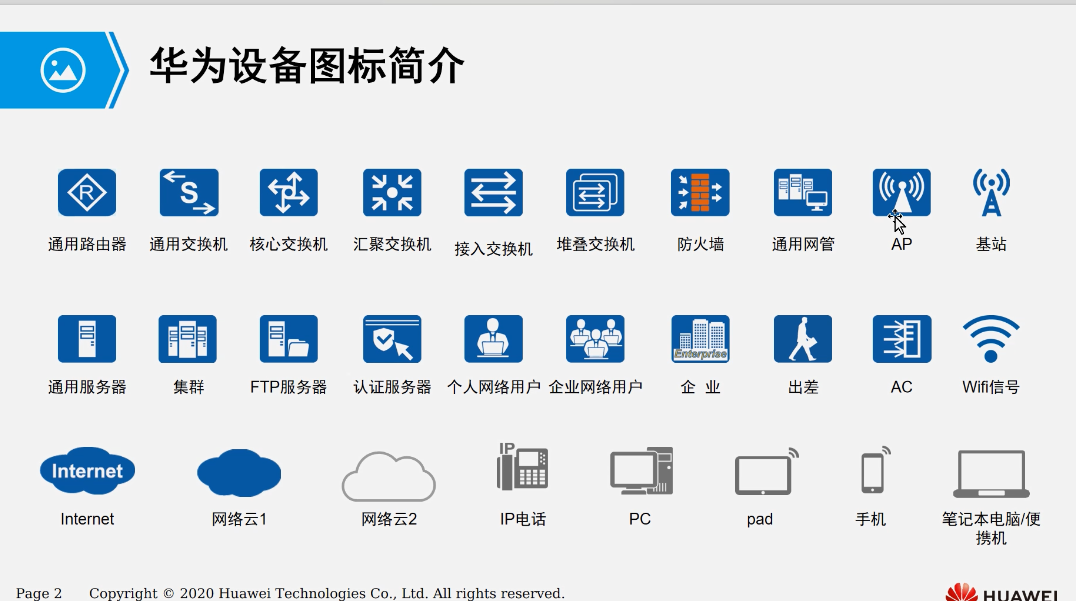 华为设备图标简介
R
S
通用路由器 通用交换机 核心交换机 汇聚交换机 接入交换机 堆叠交换机 防火墙 通用网管 AP 基站
Enterprise
通用服务器 集群 FTP服务器 认证服务器 个人网络用户 企业网络用户 企 业 出差 AC Wifi信号
Internet
IP
Internet 网络云1 网络云2 IP电话 PC pad 手机 笔记本电脑/便
携机
Page 2 Copyright © 2020 Huawei Technologies Co., Ltd. All rights reserved.
HUAWEI